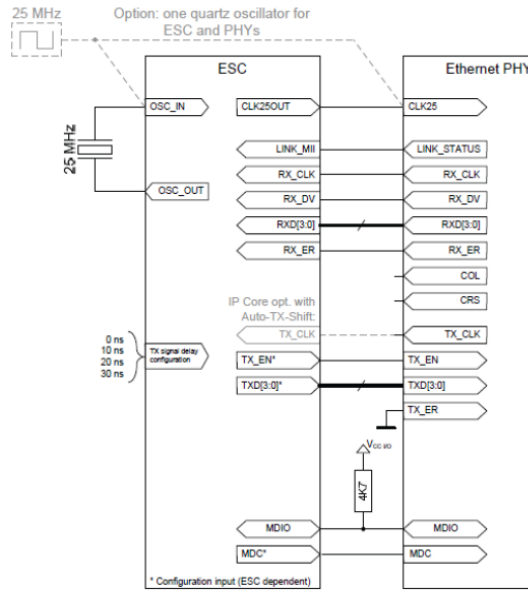 25 MHz
Option: one quartz oscillator for
ESC and PHYs
ESC
Ethernet PHY
OSC_IN
CLK25OUT
CLK25
25 MHz
LINK_MII
LINK_STATUS
RX_CLK
RX_CLK
OSC_OUT
RX_DV
RX_DV
RXD[3:0]
RXD[3:0]
RX_ER
RX_ER
COL
IP Core opt. with
Auto-TX-Shift:
CRS
TX_CLK
TX_CLK
0 ns
10 ns
20 ns
30 ns
TX signal delay
configuration
TX_EN*
TX_EN
TXD[3:0]*
TXD[3:0]
TX_ER
VCC I/O
4K7
MDIO
MDIO
MDC*
MDC
* Configuration input (ESC dependent)